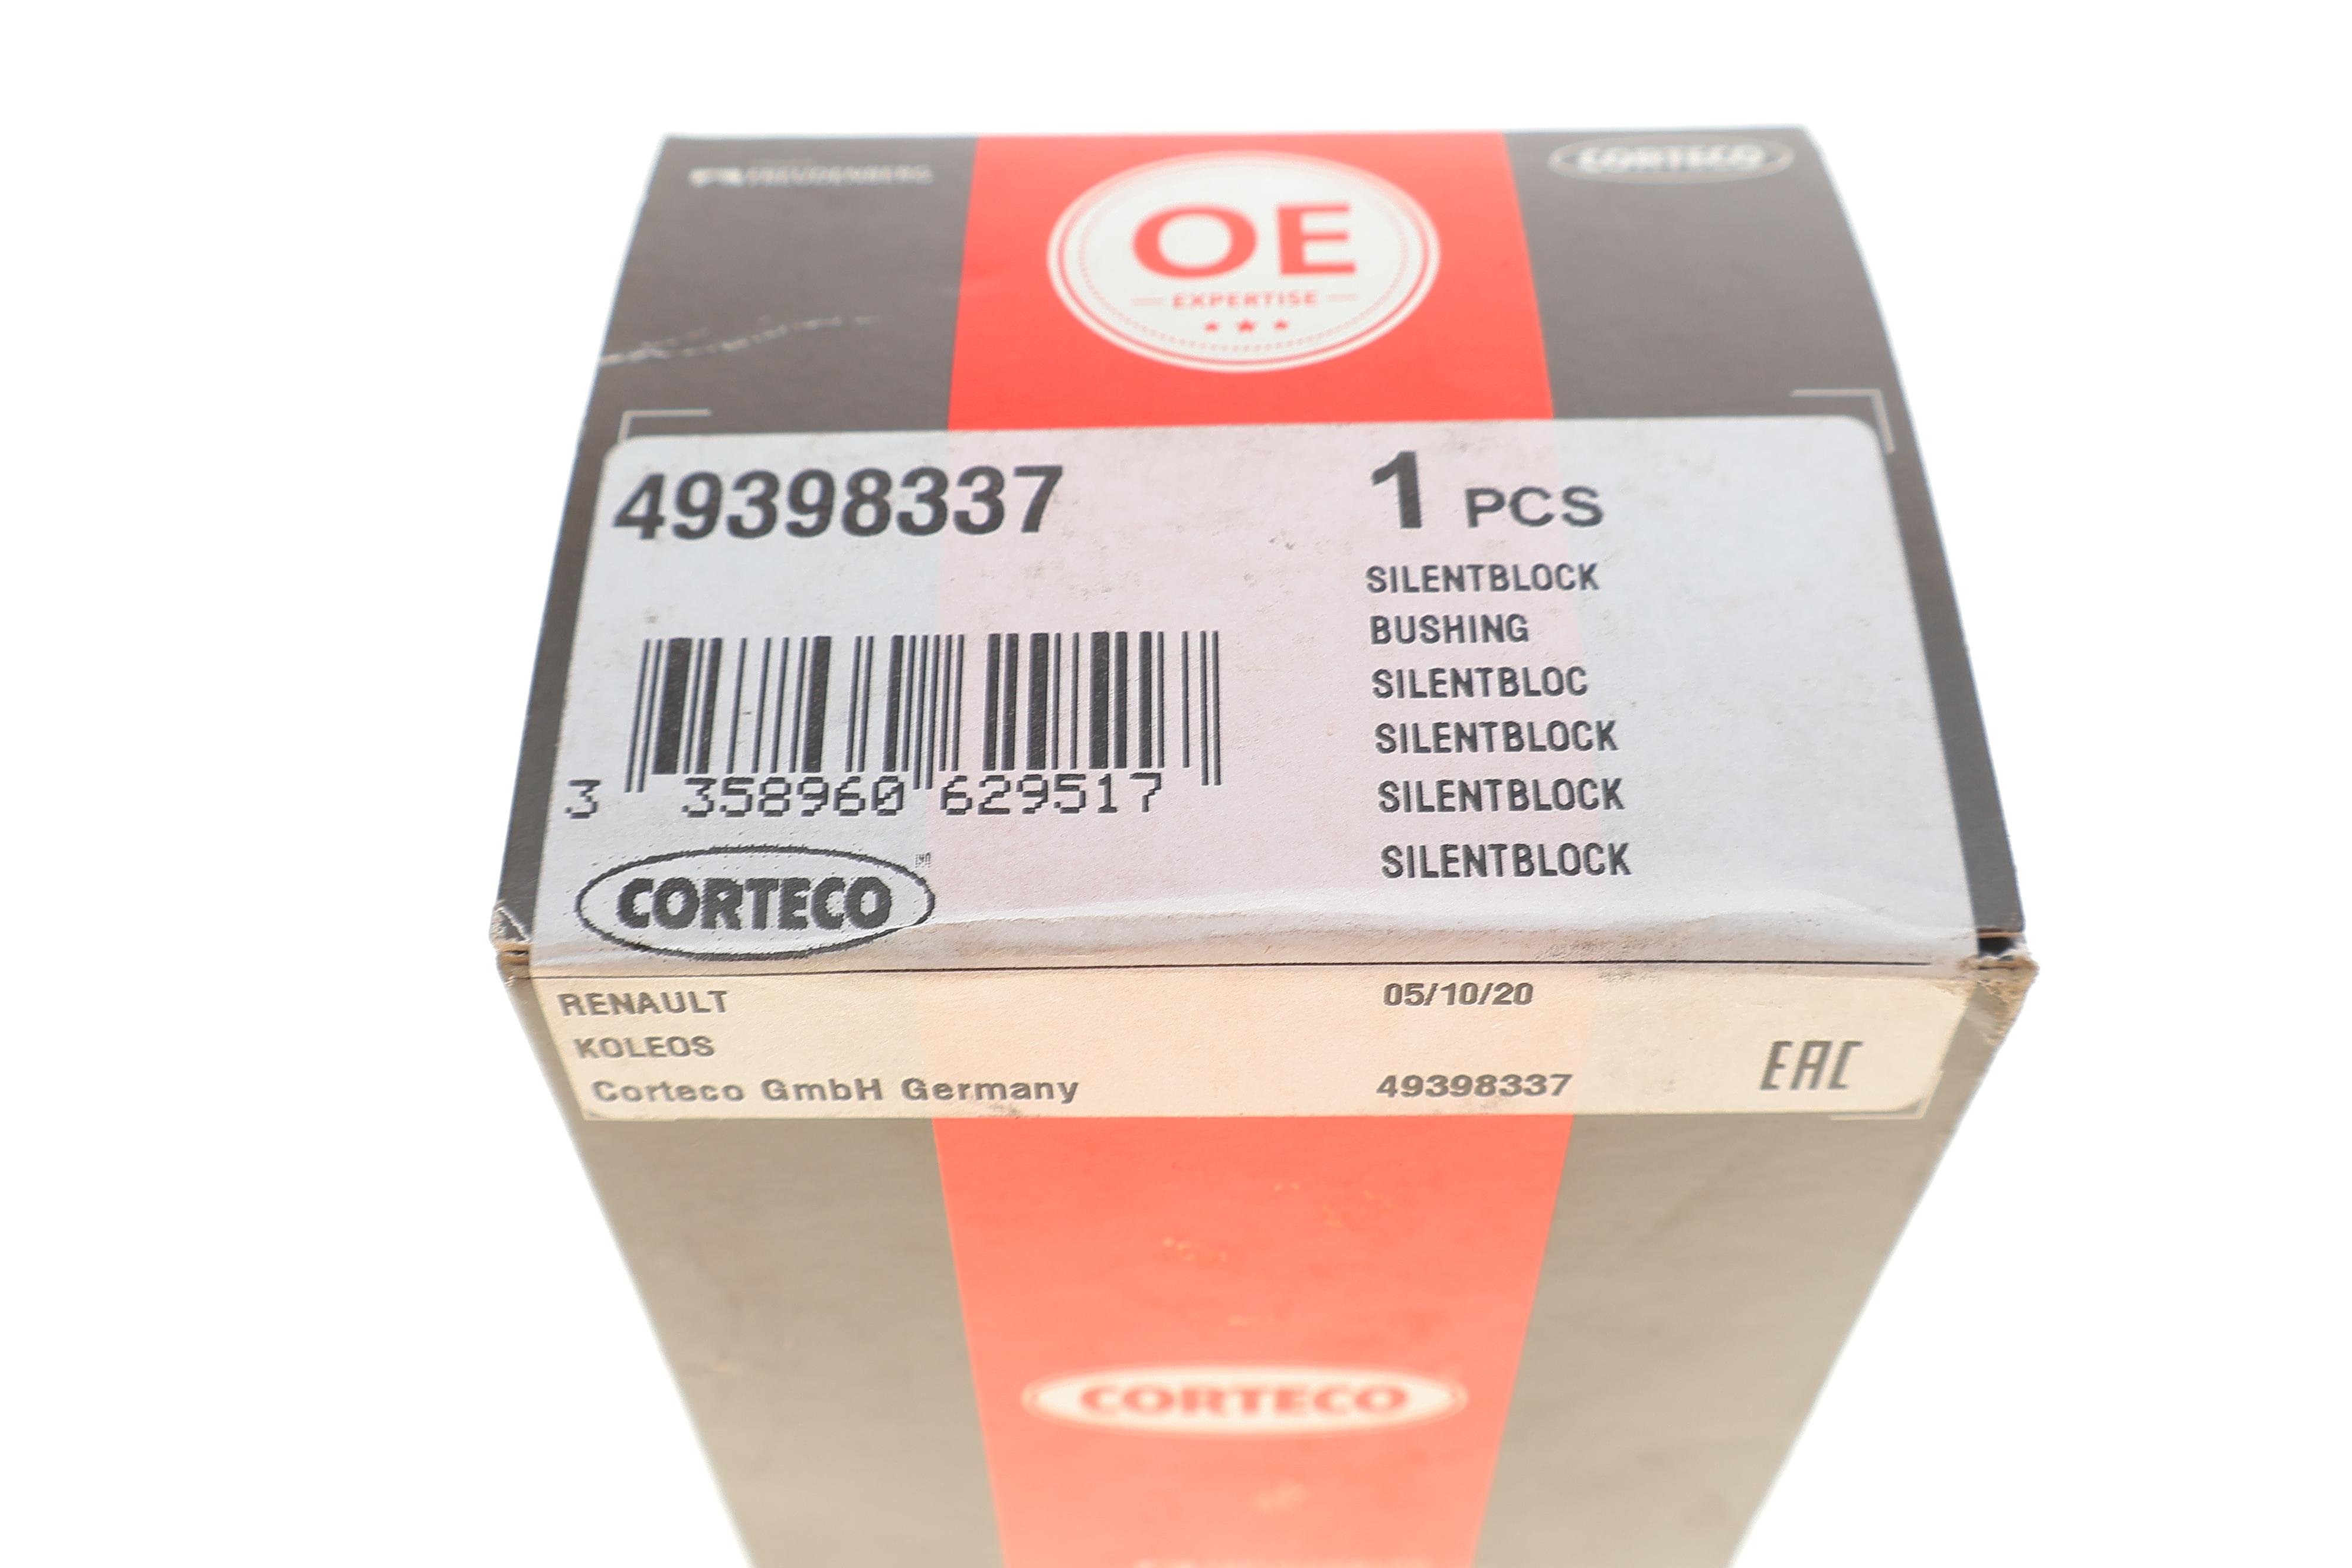 FREUDENBERG
CORTECO
OE
EXPERTISE
49398337
1 PCS
SILENTBLOCK
BUSHING
SILENTBLOC
SILENTBLOCK
SILENTBLOCK
SILENTBLOCK
3 358960 629517
CORTECO
RENAULT
KOLEOS
Corteco GmbH Germany
05/10/20
49398337
EAC
CORTECO